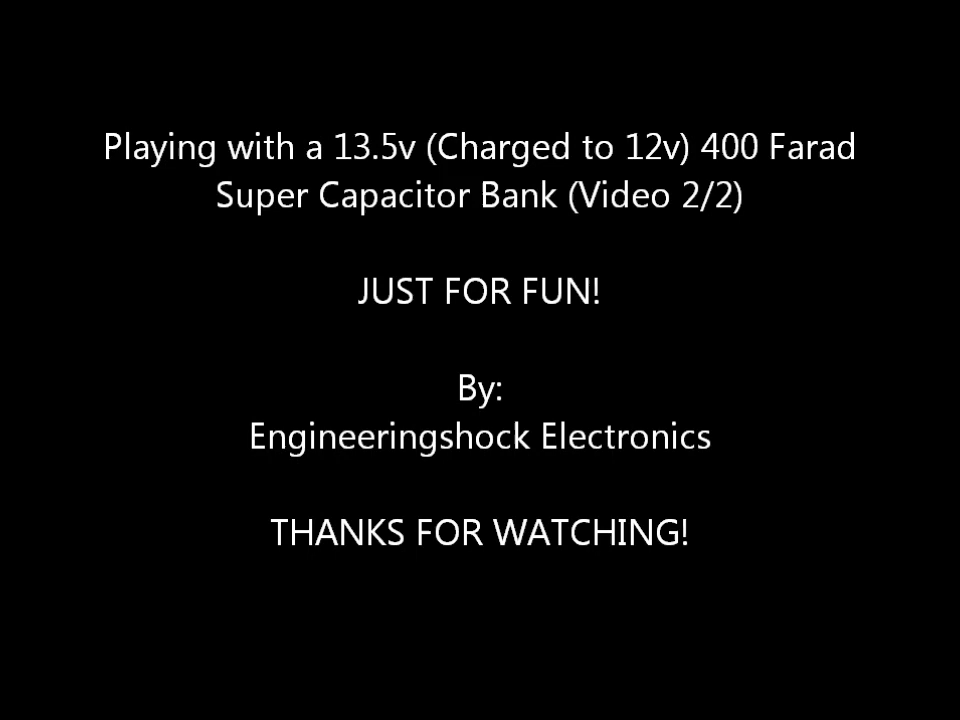 Playing with a 13.5v (Charged to 12v) 400 Farad
Super Capacitor Bank (Video 2/2)
JUST FOR FUN!
By:
Engineeringshock Electronics
THANKS FOR WATCHING!